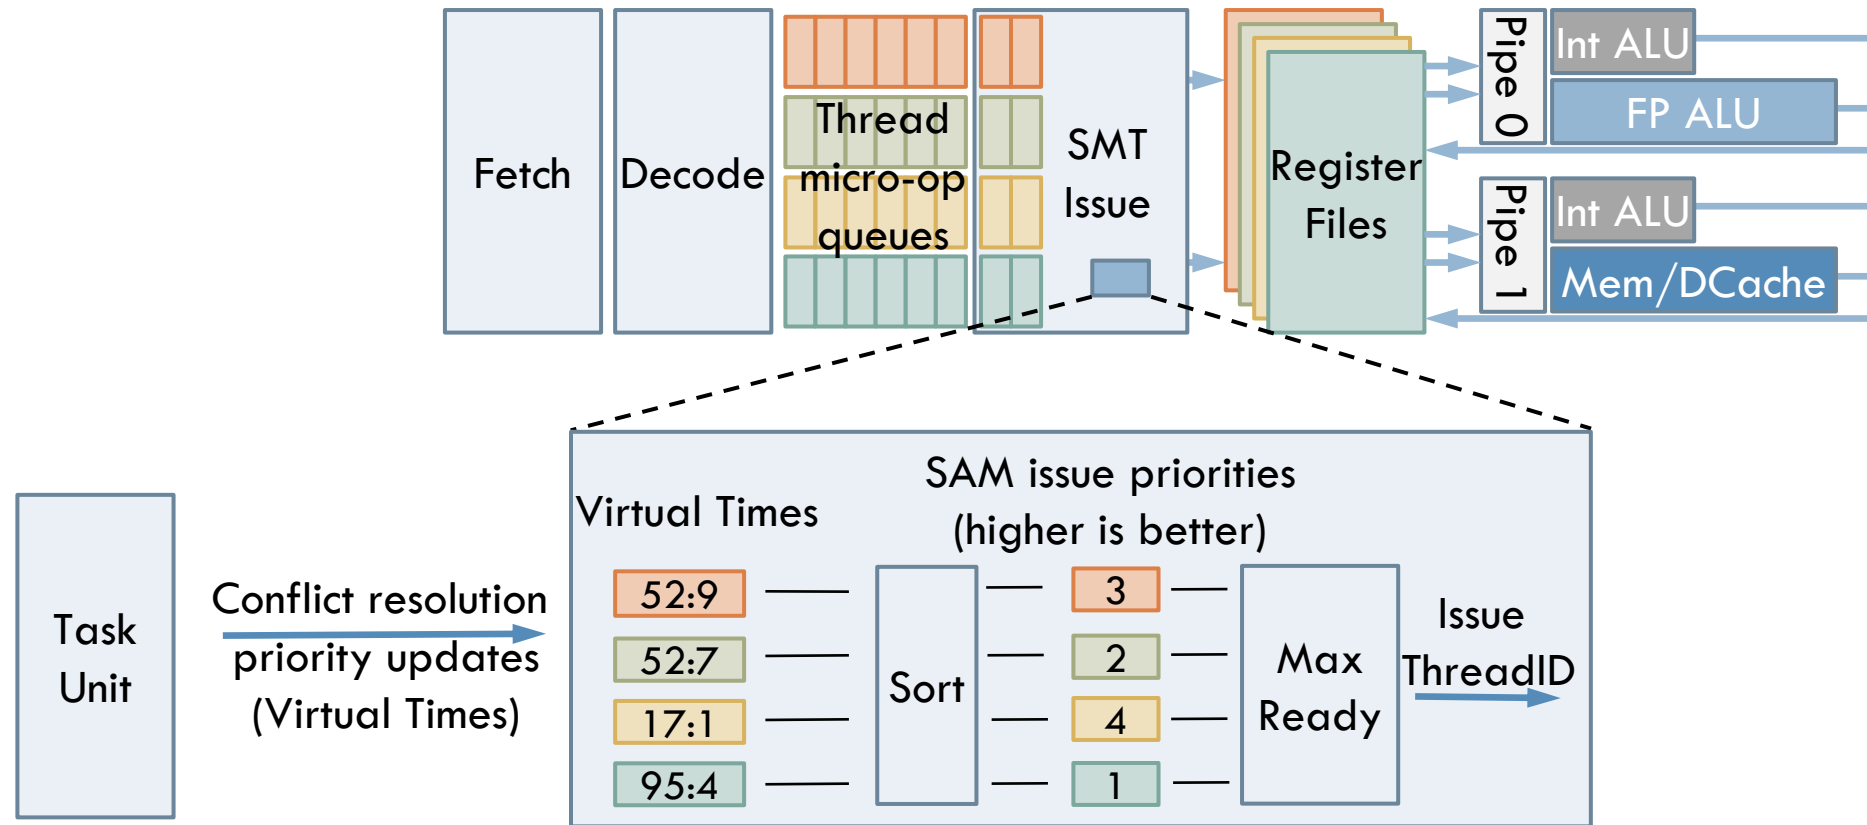 Fetch
Decode
Thread
micro-op
queues
SMT
Issue
Register
Files
Pipe 0
Int ALU
FP ALU
Pipe 1
Int ALU
Mem/DCache
Task
Unit
Conflict resolution
priority updates
(Virtual Times)
Virtual Times
SAM issue priorities
(higher is better)
52:9
52:7
17:1
95:4
Sort
3
2
4
1
Max
Ready
Issue
ThreadID